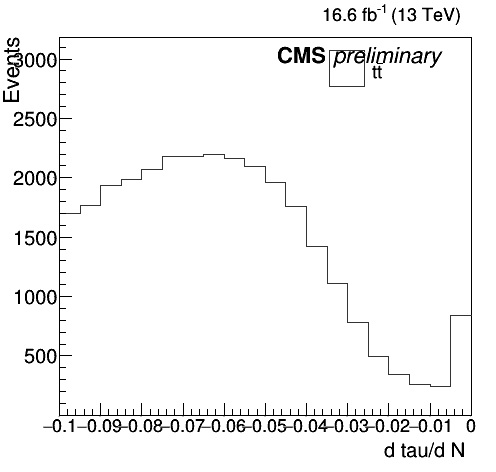 16.6 fb⁻¹ (13 TeV)
CMS preliminary
tt̄
Events
3000
2500
2000
1500
1000
500
−0.1 −0.09 −0.08 −0.07 −0.06 −0.05 −0.04 −0.03 −0.02 −0.01 0
d tau/d N